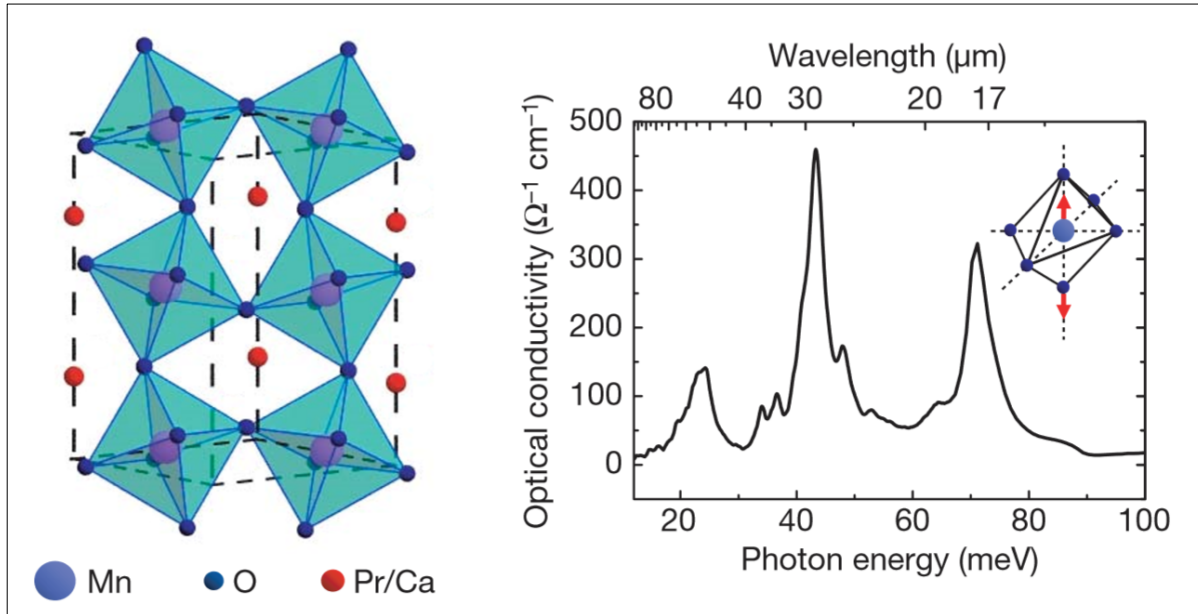 Mn
O
Pr/Ca
Wavelength (μm)
80 40 30 20 17
Optical conductivity (Ω⁻¹ cm⁻¹)
500
400
300
200
100
0
20 40 60 80 100
Photon energy (meV)